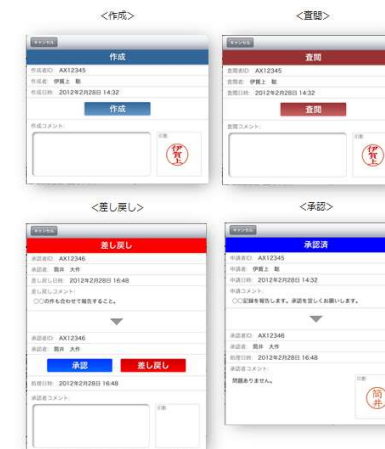 <作成>
キャンセル
作成
作成者ID: AX12345
作成者: 伊賀上 聡
作成日時: 2012年2月28日 14:32
作成
作成コメント:
印影
伊賀上
<査閲>
キャンセル
査閲
査閲者ID: AX12345
査閲者: 伊賀上 聡
査閲日時: 2012年2月28日 14:32
査閲
査閲コメント:
印影
伊賀上
<差し戻し>
キャンセル
差し戻し
承認者ID: AX12346
承認者: 筒井 大作
差し戻し日時: 2012年2月28日 16:48
差し戻しコメント:
〇〇の件も合わせて報告すること。
承認者ID: AX12346
承認者: 筒井 大作
承認
差し戻し
処理日時: 2012年2月28日 16:48
承認者コメント:
印影
<承認>
キャンセル
承認済
申請者ID: AX12345
申請者: 伊賀上 聡
申請日時: 2012年2月28日 14:32
申請コメント:
〇〇記録を報告します。承認を宜しくお願いします。
承認者ID: AX12346
承認者: 筒井 大作
処理日時: 2012年2月28日 16:48
承認者コメント:
問題ありません。
印影
筒井